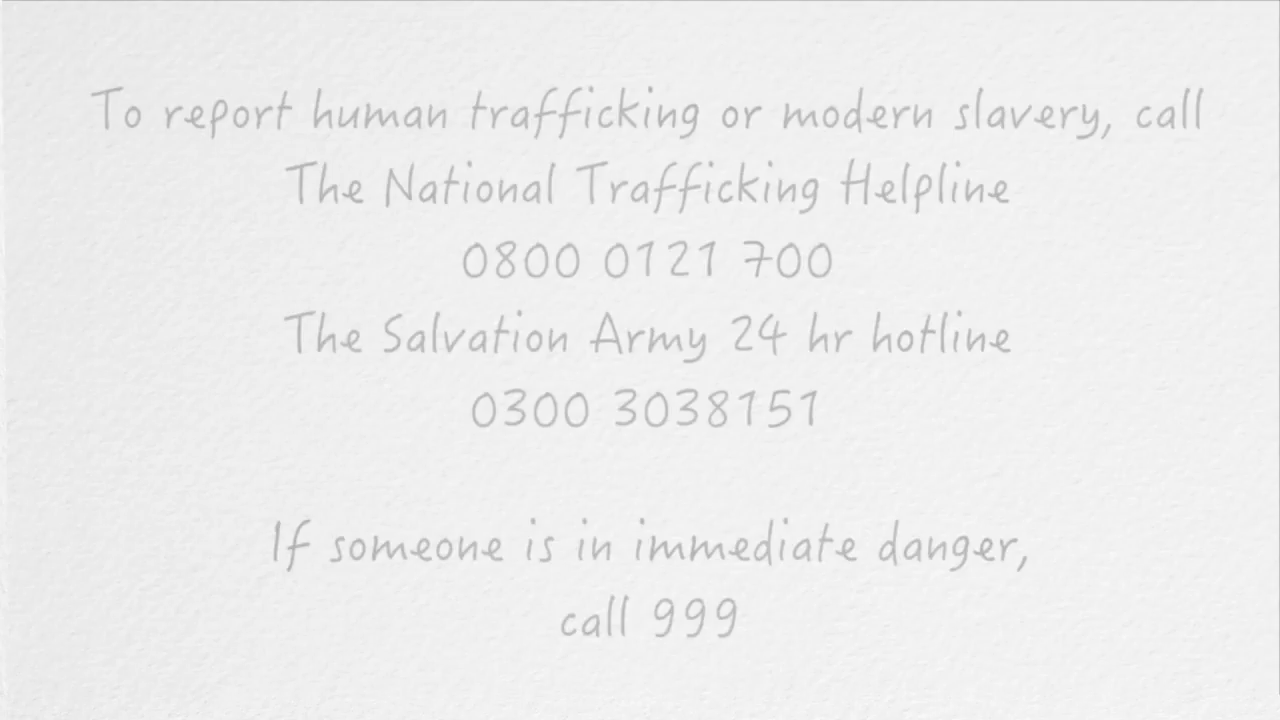 To report human trafficking or modern slavery, call
The National Trafficking Helpline
0800 0121 700
The Salvation Army 24 hr hotline
0300 3038151
If someone is in immediate danger,
call 999